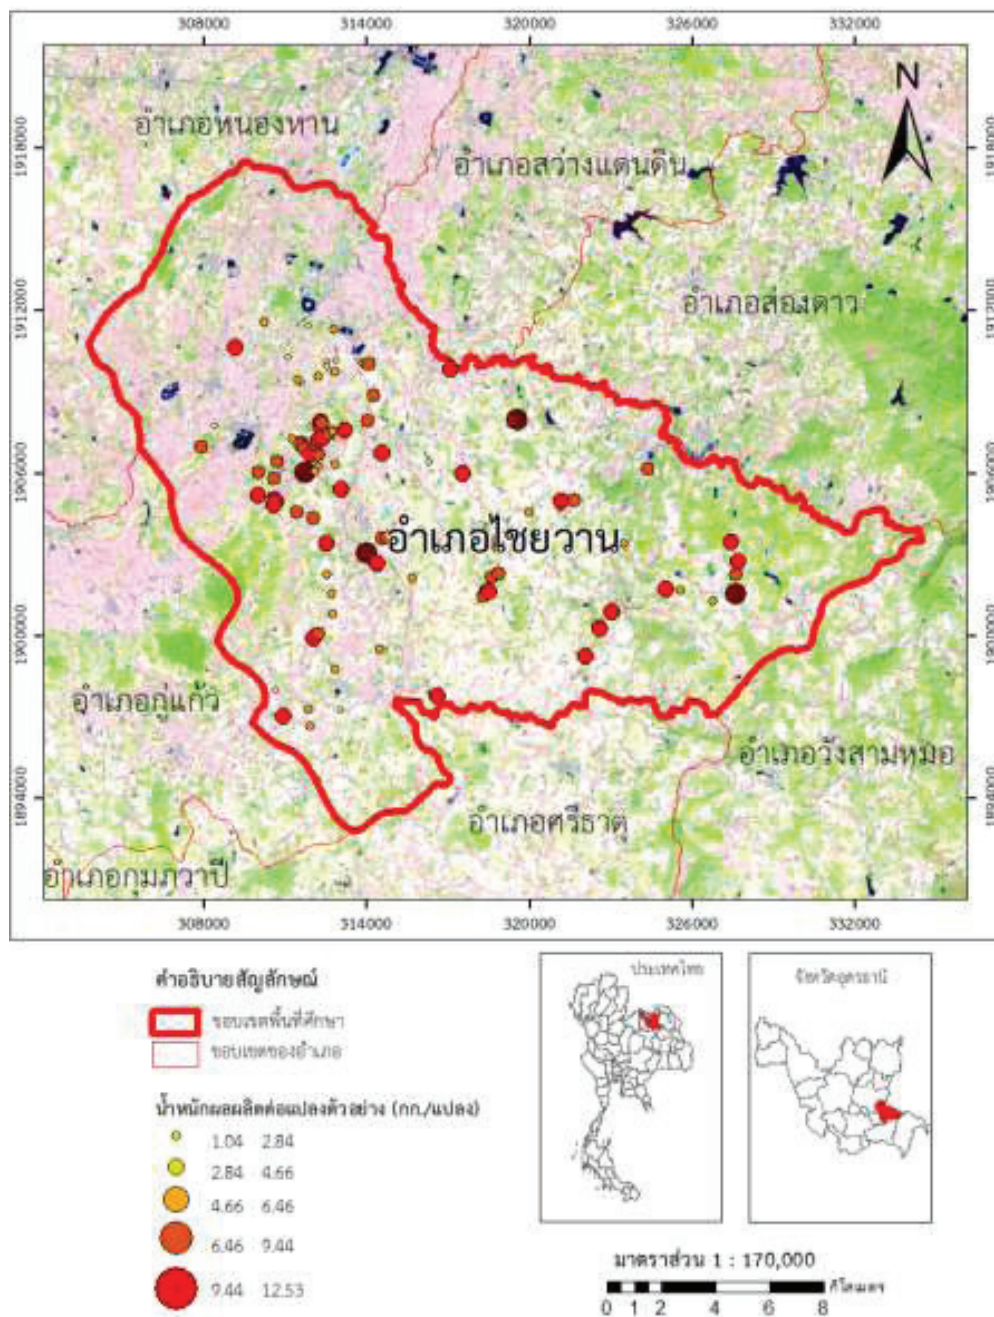 308000 314000 320000 326000 332000
N
อำเภอหนองหาน
1918000 1918000
อำเภอสว่างแดนดิน
อำเภอส่องดาว
1912000 1912000
1906000 1906000
อำเภอไชยวาน
1900000 1900000
อำเภอกู่แก้ว
อำเภอวังสามหมอ
1894000 1894000
อำเภอศรีธาตุ
อำเภอกุมภวาปี
308000 314000 320000 326000 332000
คำอธิบายสัญลักษณ์
ขอบเขตพื้นที่ศึกษา
ขอบเขตของอำเภอ
น้ำหนักผลผลิตต่อแปลงตัวอย่าง (กก./แปลง)
1.04 2.84
2.84 4.66
4.66 6.46
6.46 9.44
9.44 12.53
ประเทศไทย
จังหวัดอุดรธานี
มาตราส่วน 1 : 170,000
กิโลเมตร
0 1 2 4 6 8